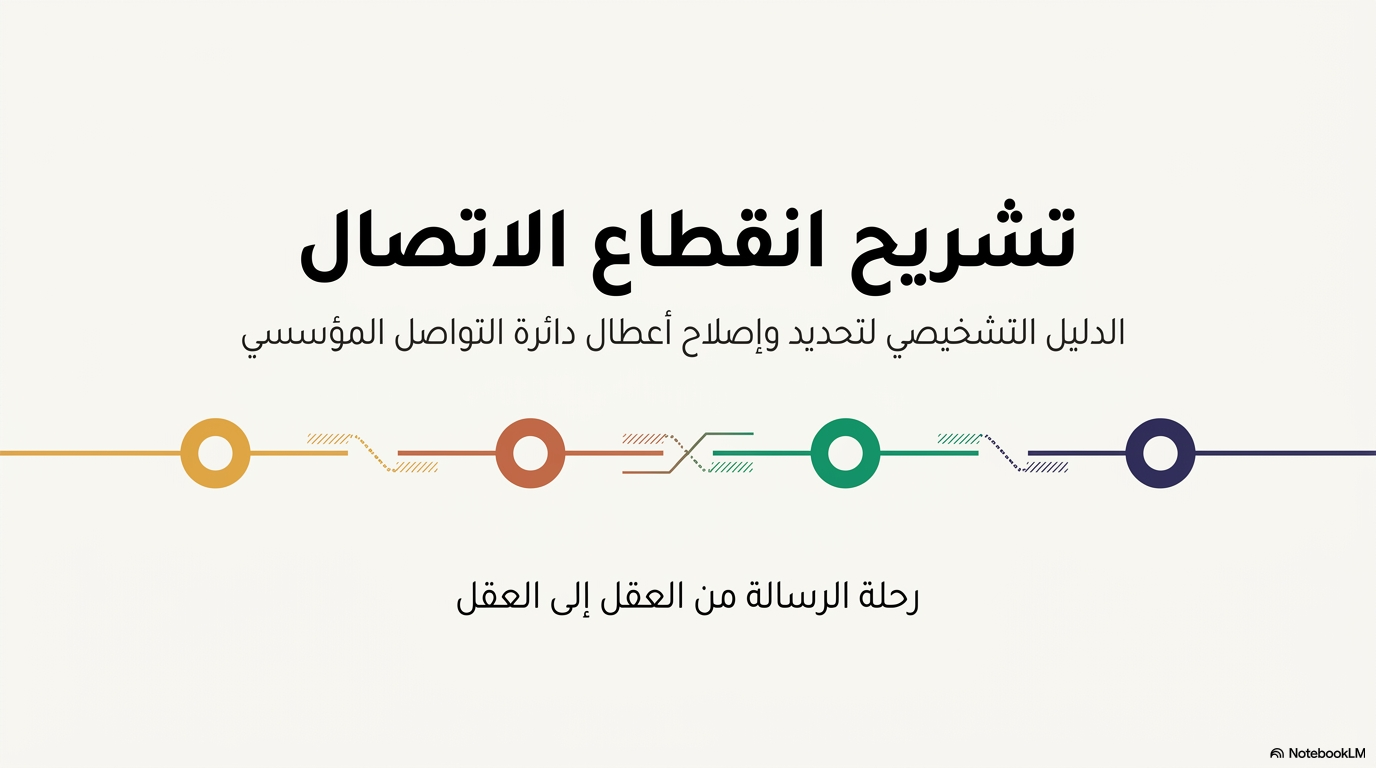 تشريح انقطاع الاتصال
الدليل التشخيصي لتحديد وإصلاح أعطال دائرة التواصل المؤسسي
رحلة الرسالة من العقل إلى العقل
NotebookLM